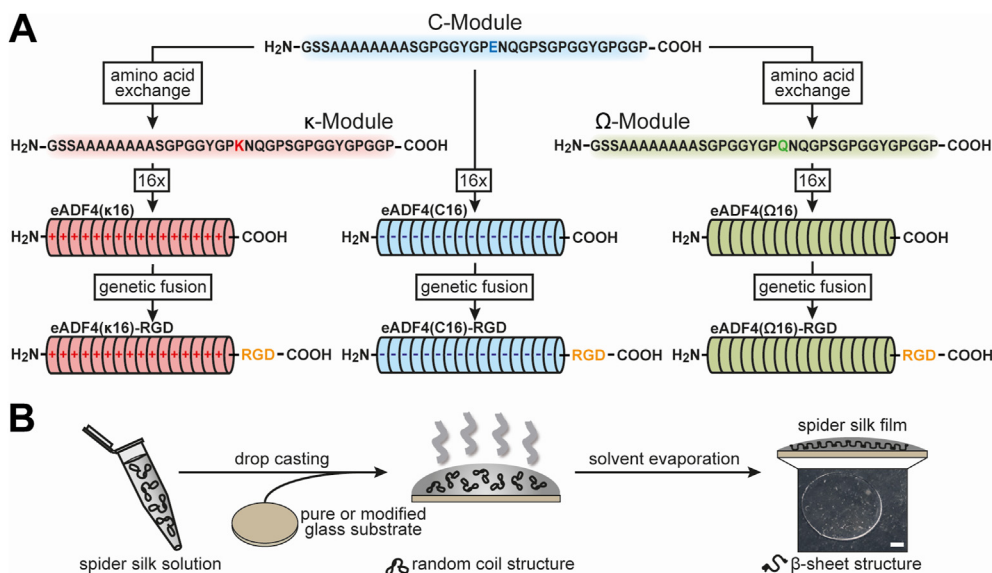 A
C-Module
H₂N-GSSAAAAAAAASGPGGYGPENQGPSGPGGYGPGGP-COOH
amino acid
exchange
amino acid
exchange
κ-Module
Ω-Module
H₂N-GSSAAAAAAAASGPGGYGPKNQGPSGPGGYGPGGP-COOH
H₂N-GSSAAAAAAAASGPGGYGPQNQGPSGPGGYGPGGP-COOH
16x
16x
16x
eADF4(κ16)
eADF4(C16)
eADF4(Ω16)
H₂N-++++++++++++++++-COOH
H₂N-----------------–COOH
H₂N-COOH
genetic fusion
genetic fusion
genetic fusion
eADF4(κ16)-RGD
eADF4(C16)-RGD
eADF4(Ω16)-RGD
H₂N-++++++++++++++++-RGD-COOH
H₂N-----------------–RGD-COOH
H₂N-RGD-COOH
B
drop casting
solvent evaporation
spider silk film
pure or modified
glass substrate
spider silk solution
random coil structure
β-sheet structure